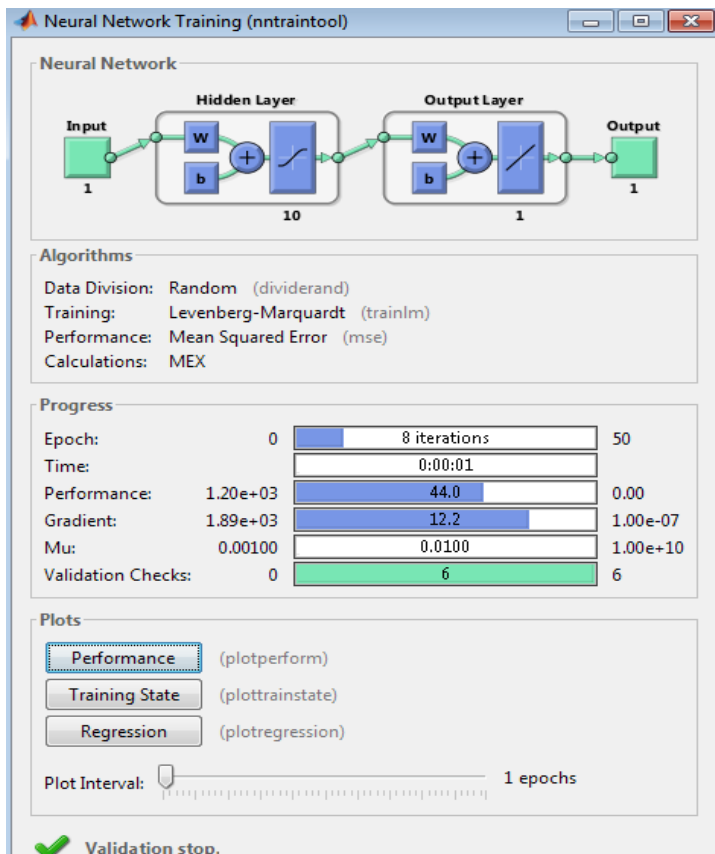 Neural Network Training (nntraintool)
Neural Network
Hidden Layer Output Layer
Input Output
W W
b b
1 1
10 1
Algorithms
Data Division: Random (dividerand)
Training: Levenberg-Marquardt (trainlm)
Performance: Mean Squared Error (mse)
Calculations: MEX
Progress
Epoch: 0 8 iterations 50
Time: 0:00:01
Performance: 1.20e+03 44.0 0.00
Gradient: 1.89e+03 12.2 1.00e-07
Mu: 0.00100 0.0100 1.00e+10
Validation Checks: 0 6 6
Plots
Performance (plotperform)
Training State (plottrainstate)
Regression (plotregression)
Plot Interval: 1 epochs
Validation stop.